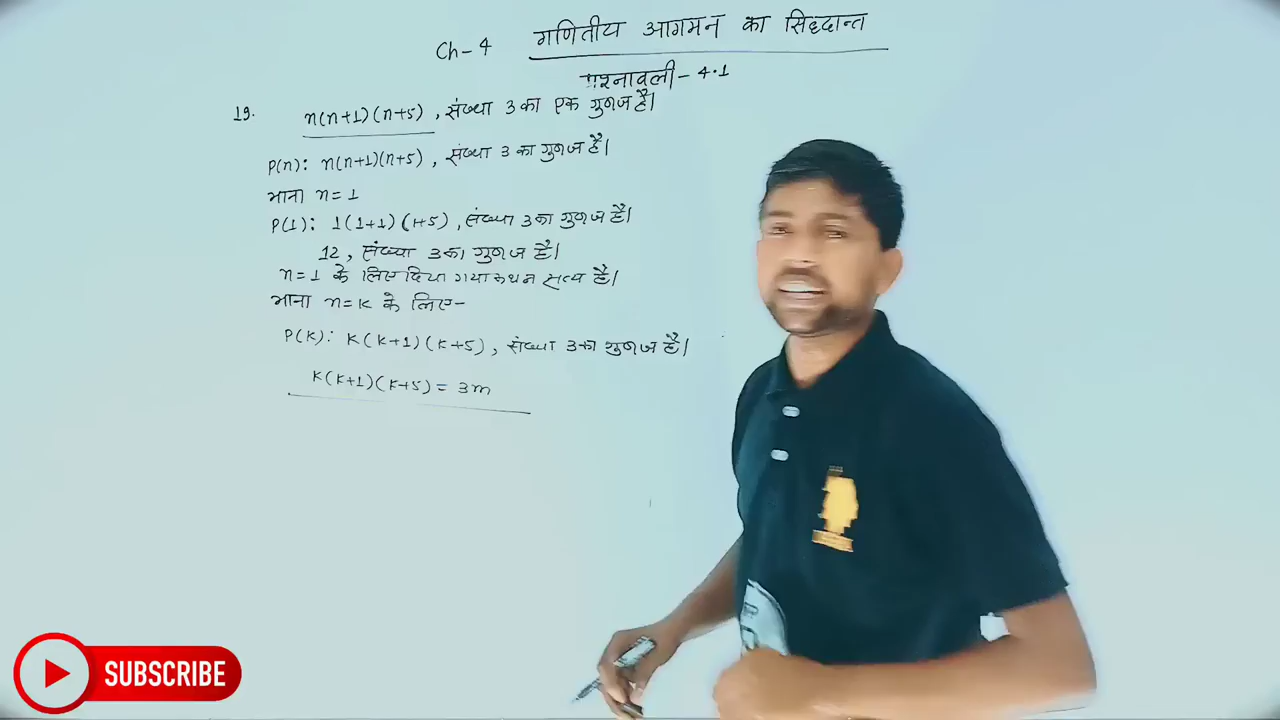 Ch-4 गणितीय आगमन का सिद्दान्त
प्रश्नावली-4.1
19. n(n+1)(n+5), संख्या 3 का एक गुणज है।
P(n): n(n+1)(n+5), संख्या 3 का गुणज है।
माना n=1
P(1): 1(1+1)(1+5), संख्या 3 का गुणज है।
12, संख्या 3 का गुणज है।
n=1 के लिए दिया गया कथन सत्य है।
माना n=k के लिए-
P(k): k(k+1)(k+5), संख्या 3 का गुणज है।
k(k+1)(k+5) = 3m
SUBSCRIBE